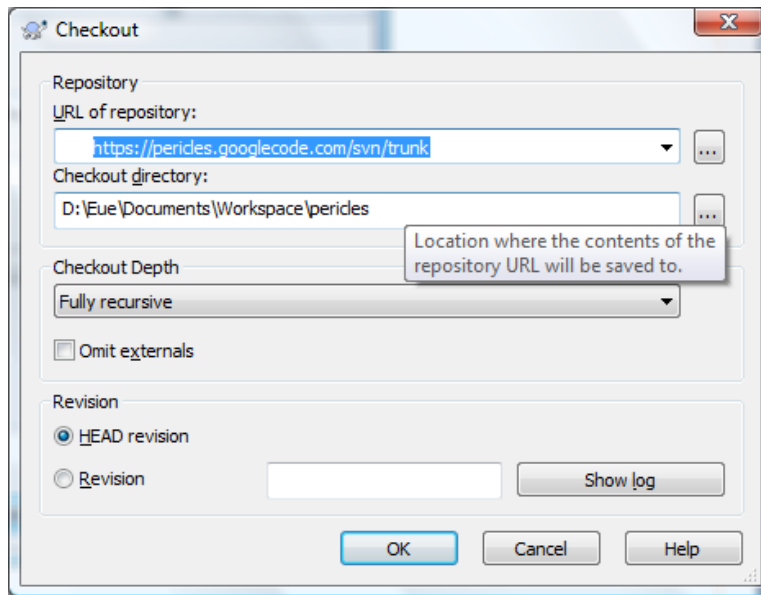 Checkout
Repository
URL of repository:
https://pericles.googlecode.com/svn/trunk
...
Checkout directory:
D:\Eue\Documents\Workspace\pericles
...
Location where the contents of the
repository URL will be saved to.
Checkout Depth
Fully recursive
Omit externals
Revision
HEAD revision
Revision
Show log
OK Cancel Help